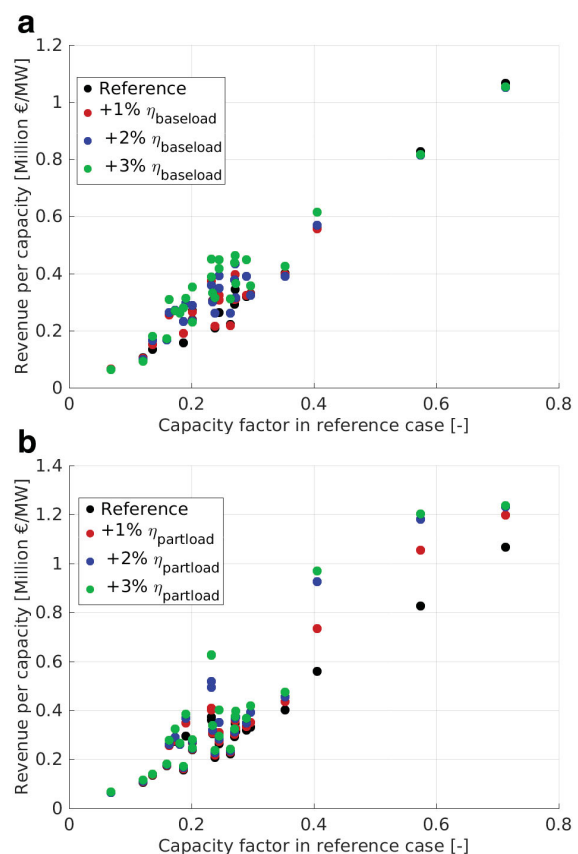 a
1.2
1
0.8
0.6
0.4
0.2
0
Revenue per capacity [Million €/MW]
Reference
+1% ηbaseload
+2% ηbaseload
+3% ηbaseload
0 0.2 0.4 0.6 0.8
Capacity factor in reference case [-]
b
1.4
1.2
1
0.8
0.6
0.4
0.2
0
Revenue per capacity [Million €/MW]
Reference
+1% ηpartload
+2% ηpartload
+3% ηpartload
0 0.2 0.4 0.6 0.8
Capacity factor in reference case [-]